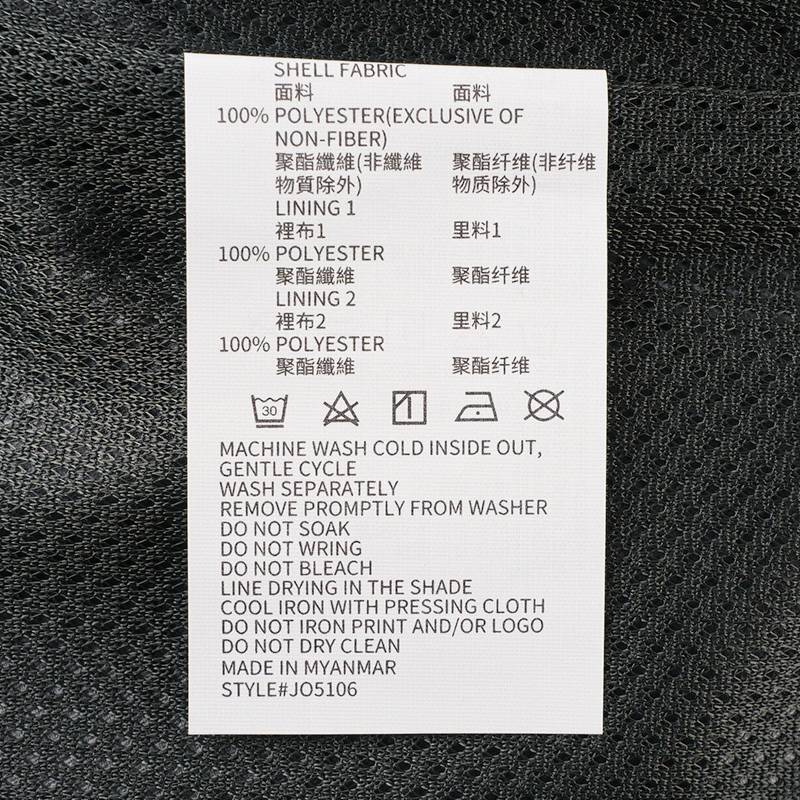 SHELL FABRIC
面料 面料
100% POLYESTER(EXCLUSIVE OF
NON-FIBER)
聚酯纖維(非纖維 聚酯纤维(非纤维
物質除外) 物质除外)
LINING 1
裡布1 里料1
100% POLYESTER
聚酯纖維 聚酯纤维
LINING 2
裡布2 里料2
100% POLYESTER
聚酯纖維 聚酯纤维
30
MACHINE WASH COLD INSIDE OUT,
GENTLE CYCLE
WASH SEPARATELY
REMOVE PROMPTLY FROM WASHER
DO NOT SOAK
DO NOT WRING
DO NOT BLEACH
LINE DRYING IN THE SHADE
COOL IRON WITH PRESSING CLOTH
DO NOT IRON PRINT AND/OR LOGO
DO NOT DRY CLEAN
MADE IN MYANMAR
STYLE#JO5106